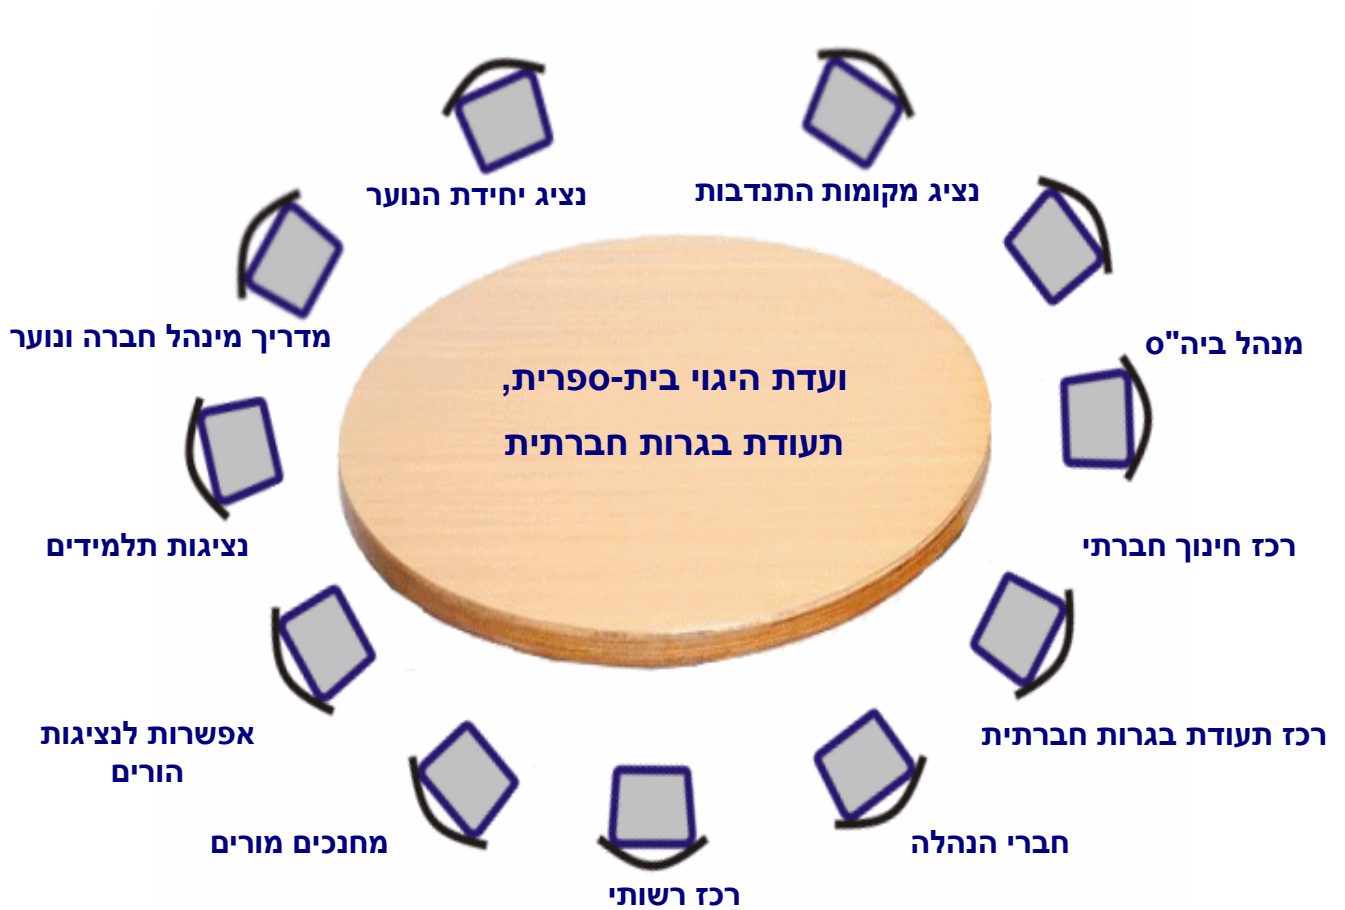 נציג מקומות התנדבות
נציג יחידת הנוער
מנהל ביה"ס
מדריך מינהל חברה ונוער
ועדת היגוי בית-ספרית,
תעודת בגרות חברתית
רכז חינוך חברתי
נציגות תלמידים
רכז תעודת בגרות חברתית
אפשרות לנציגות
הורים
חברי הנהלה
מחנכים מורים
רכז רשותי